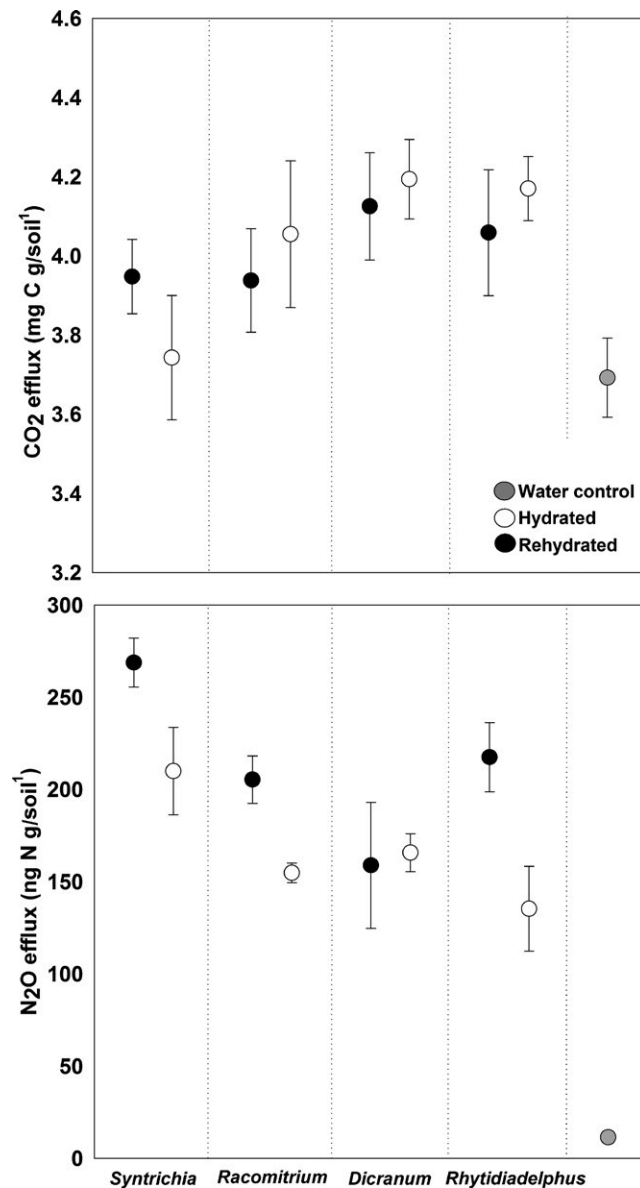 4.6
4.4
4.2
4.0
3.8
3.6
3.4
3.2
CO2 efflux (mg C g/soil1)
Water control
Hydrated
Rehydrated
300
250
200
150
100
50
0
N2O efflux (ng N g/soil1)
Syntrichia Racomitrium Dicranum Rhytidiadelphus